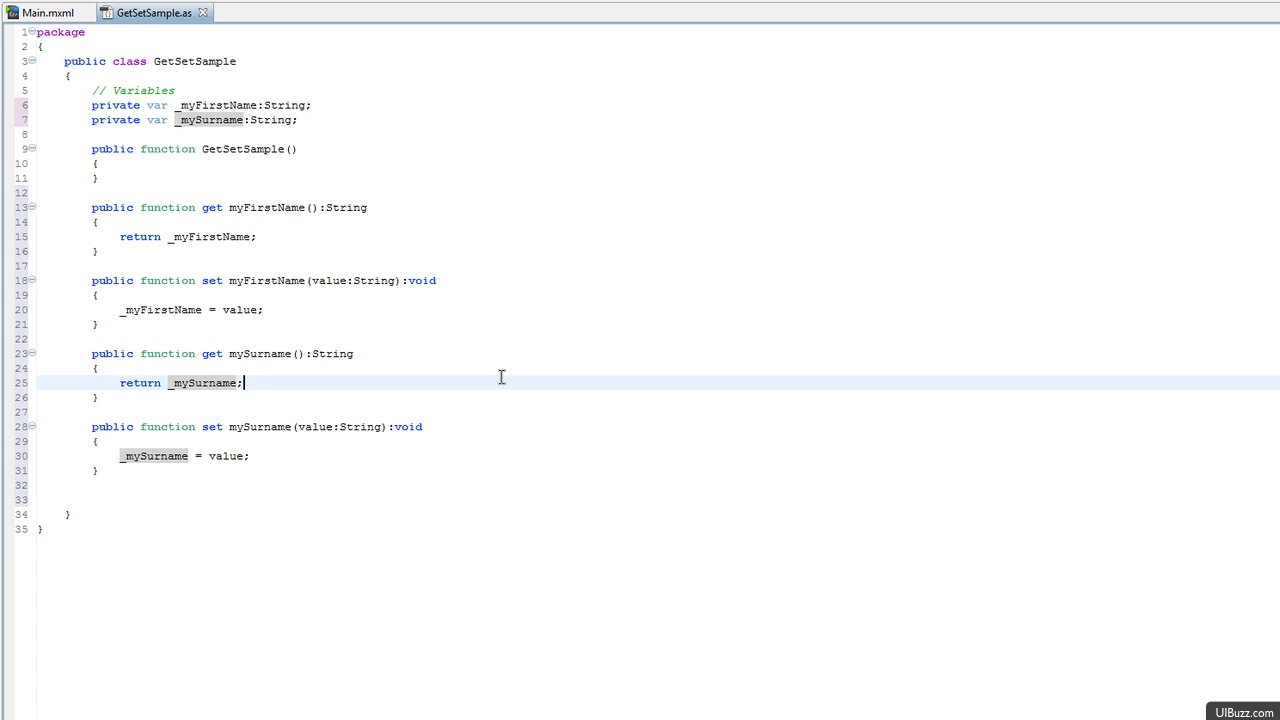 Main.mxml GetSetSample.as
1 package
2 {
3 public class GetSetSample
4 {
5 // Variables
6 private var _myFirstName:String;
7 private var _mySurname:String;
8
9 public function GetSetSample()
10 {
11 }
12
13 public function get myFirstName():String
14 {
15 return _myFirstName;
16 }
17
18 public function set myFirstName(value:String):void
19 {
20 _myFirstName = value;
21 }
22
23 public function get mySurname():String
24 {
25 return _mySurname;
26 }
27
28 public function set mySurname(value:String):void
29 {
30 _mySurname = value;
31 }
32
33
34 }
35 }
UIBuzz.com